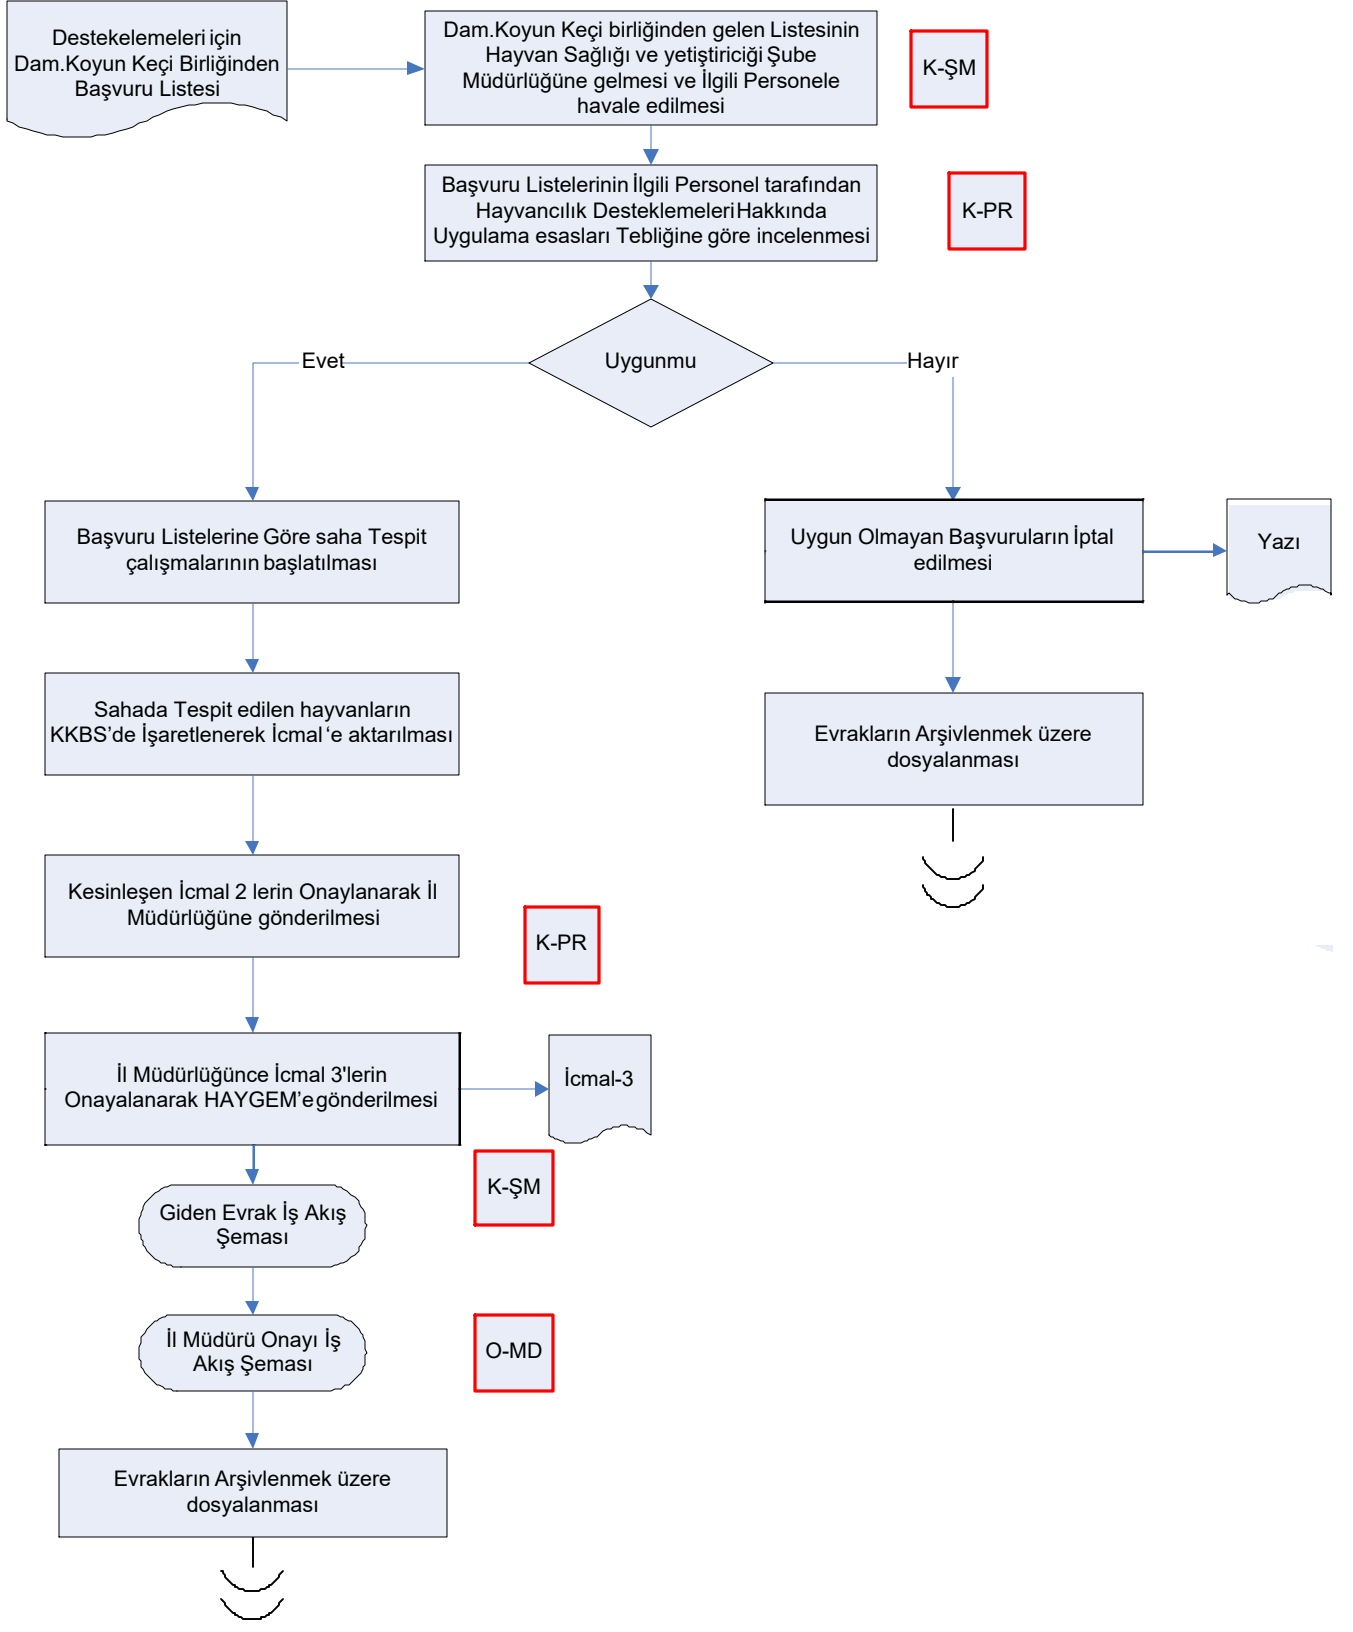 Destekelemeleri için
Dam.Koyun Keçi Birliğinden
Başvuru Listesi
Dam.Koyun Keçi birliğinden gelen Listesinin
Hayvan Sağlığı ve yetiştiriciği Şube
Müdürlüğüne gelmesi ve İlgili Personele
havale edilmesi
K-ŞM
Başvuru Listelerinin İlgili Personel tarafından
Hayvancılık Desteklemeleri Hakkında
Uygulama esasları Tebliğine göre incelenmesi
K-PR
Uygunmu
Evet
Hayır
Başvuru Listelerine Göre saha Tespit
çalışmalarının başlatılması
Uygun Olmayan Başvuruların İptal
edilmesi
Yazı
Sahada Tespit edilen hayvanların
KKBS’de İşaretlenerek İcmal ‘e aktarılması
Evrakların Arşivlenmek üzere
dosyalanması
Kesinleşen İcmal 2 lerin Onaylanarak İl
Müdürlüğüne gönderilmesi
K-PR
İl Müdürlüğünce İcmal 3'lerin
Onayalanarak HAYGEM’e gönderilmesi
İcmal-3
K-ŞM
Giden Evrak İş Akış
Şeması
İl Müdürü Onayı İş
Akış Şeması
O-MD
Evrakların Arşivlenmek üzere
dosyalanması